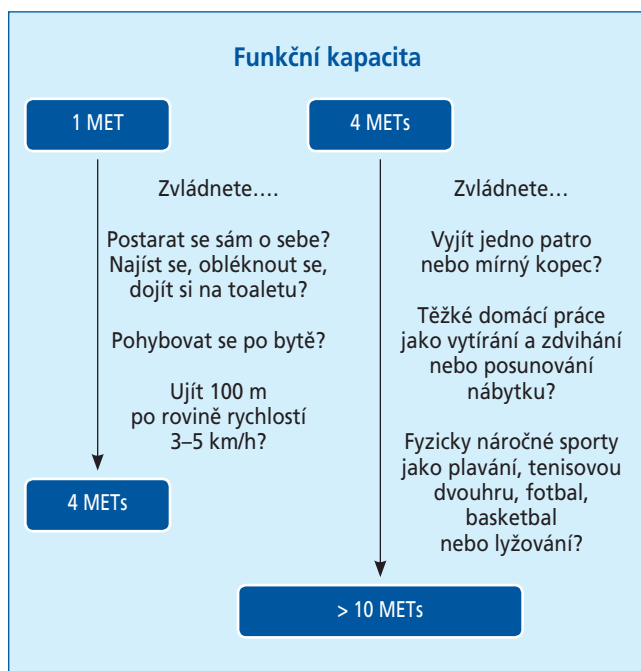 Funkční kapacita
1 MET
Zvládnete....
Postarat se sám o sebe?
Najíst se, obléknout se,
dojít si na toaletu?
Pohybovat se po bytě?
Ujít 100 m
po rovině rychlostí
3–5 km/h?
4 METs
4 METs
Zvládnete...
Vyjít jedno patro
nebo mírný kopec?
Těžké domácí práce
jako vytírání a zdvihání
nebo posunování
nábytku?
Fyzicky náročné sporty
jako plavání, tenisovou
dvouhru, fotbal,
basketbal
nebo lyžování?
> 10 METs